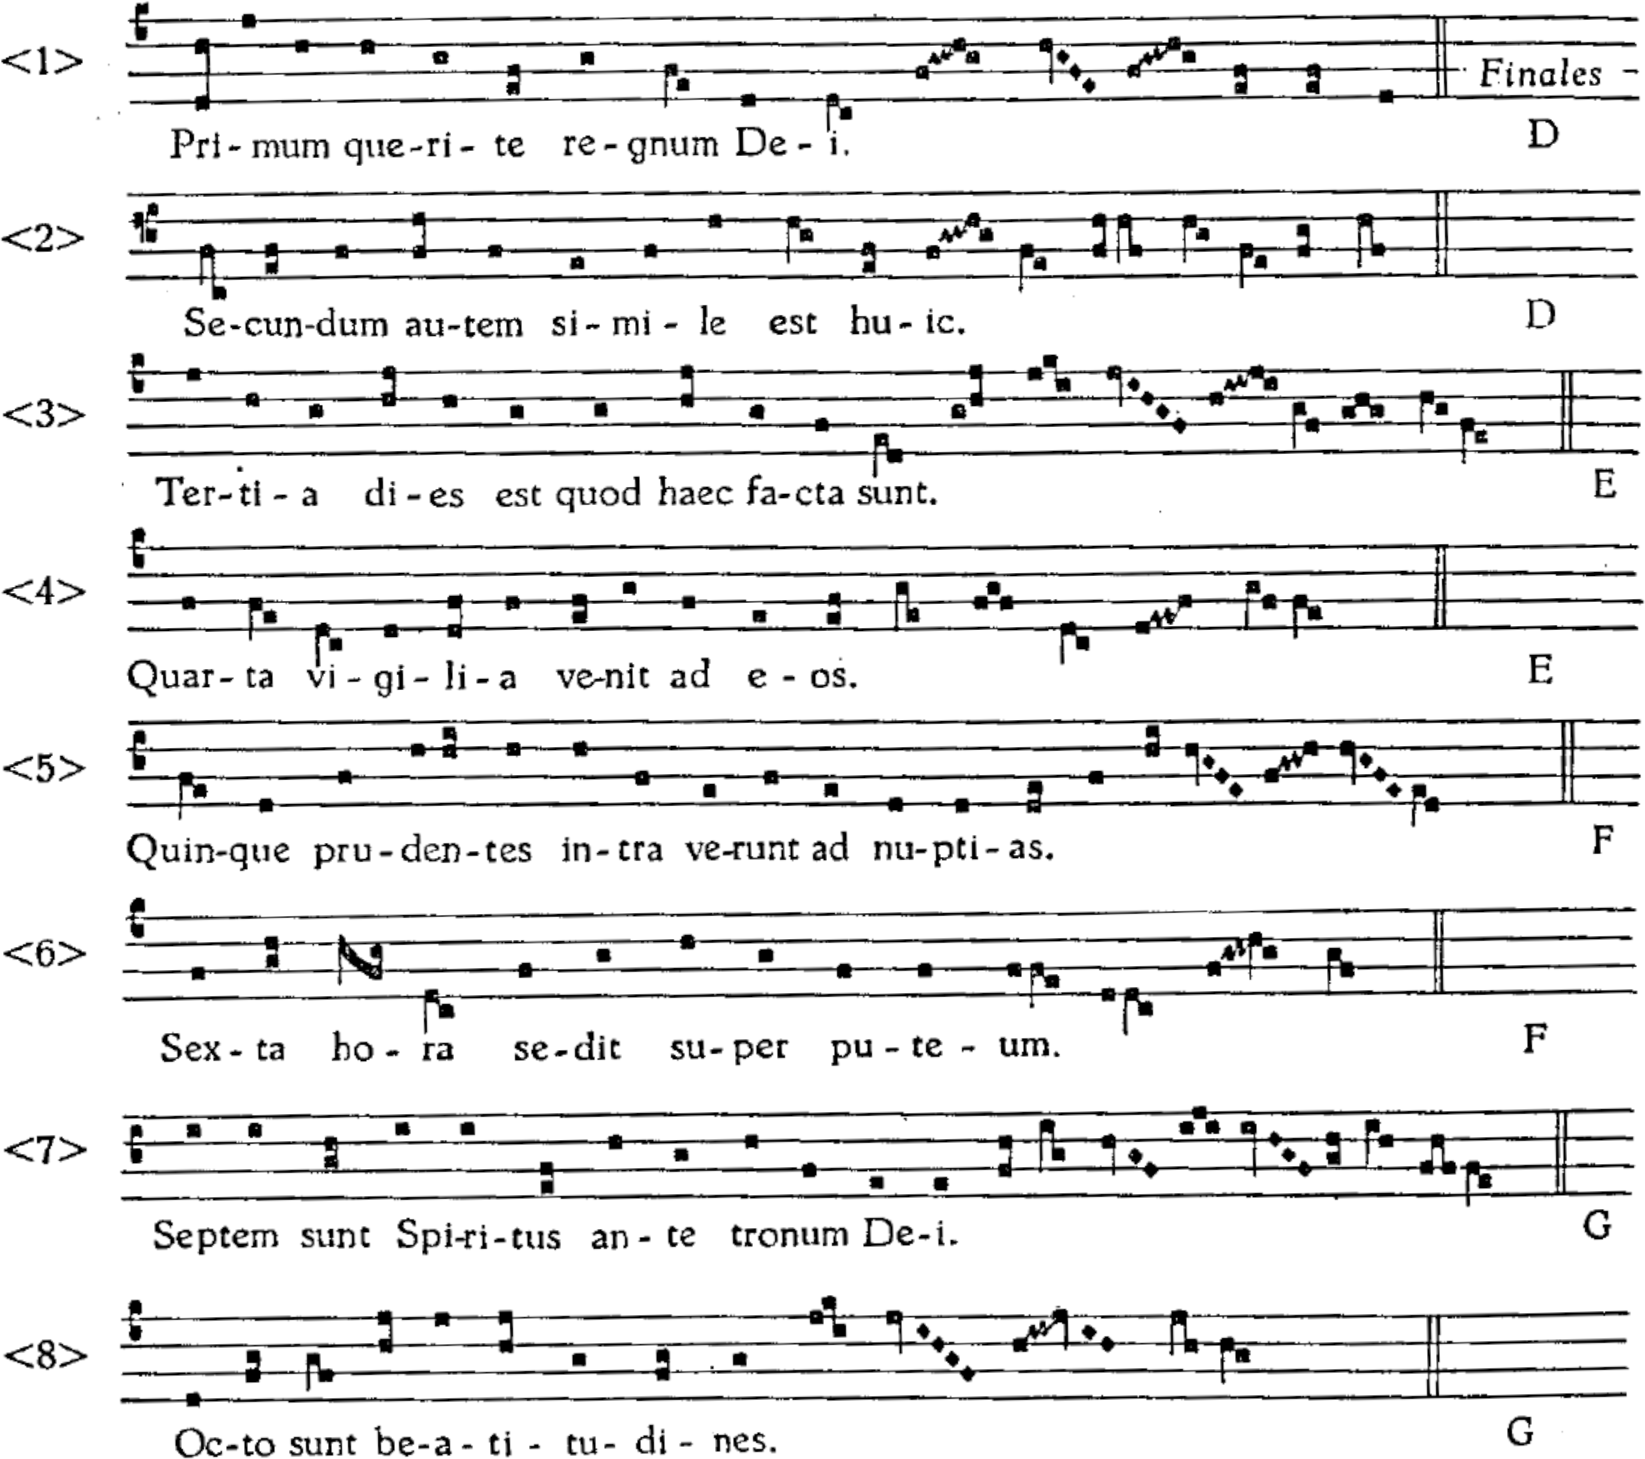 <1> Finales
Pri-mum que-ri-te re-gnum De-i. D
<2>
Se-cun-dum au-tem si-mi-le est hu-ic. D
<3>
Ter-ti-a di-es est quod haec fa-cta sunt. E
<4>
Quar-ta vi-gi-li-a ve-nit ad e-os. E
<5>
Quin-que pru-den-tes in-tra ve-runt ad nu-pti-as. F
<6>
Sex-ta ho-ra se-dit su-per pu-te-um. F
<7>
Septem sunt Spi-ri-tus an-te tronum De-i. G
<8>
Oc-to sunt be-a-ti-tu-di-nes. G